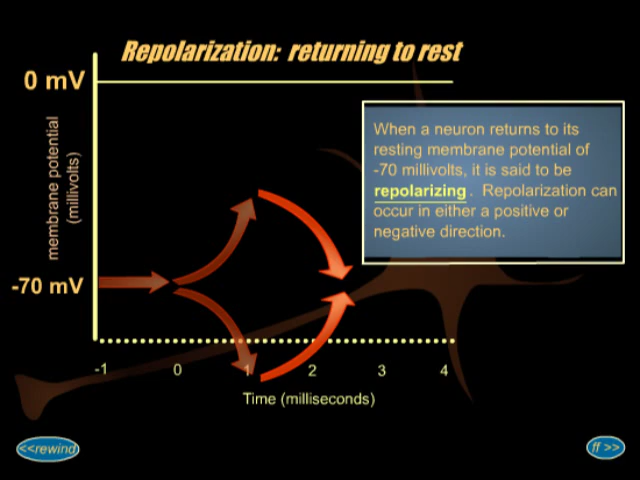 Repolarization: returning to rest
0 mV
membrane potential
(millivolts)
When a neuron returns to its
resting membrane potential of
-70 millivolts, it is said to be
repolarizing. Repolarization can
occur in either a positive or
negative direction.
-70 mV
-1 0 1 2 3 4
Time (milliseconds)
<<rewind
ff >>